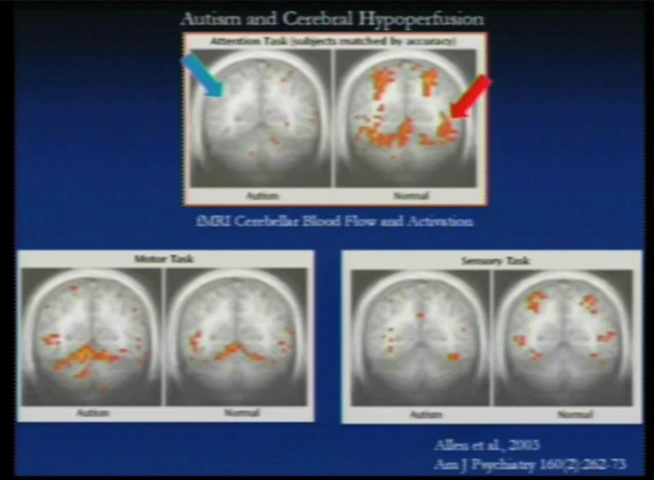 Autism and Cerebral Hypoperfusion
Attention Task (subjects matched by accuracy)
Autism
Normal
fMRI Cerebellar Blood Flow and Activation
Motor Task
Sensory Task
Autism
Normal
Autism
Normal
Allen et al., 2003
Am J Psychiatry 160(2):262-73